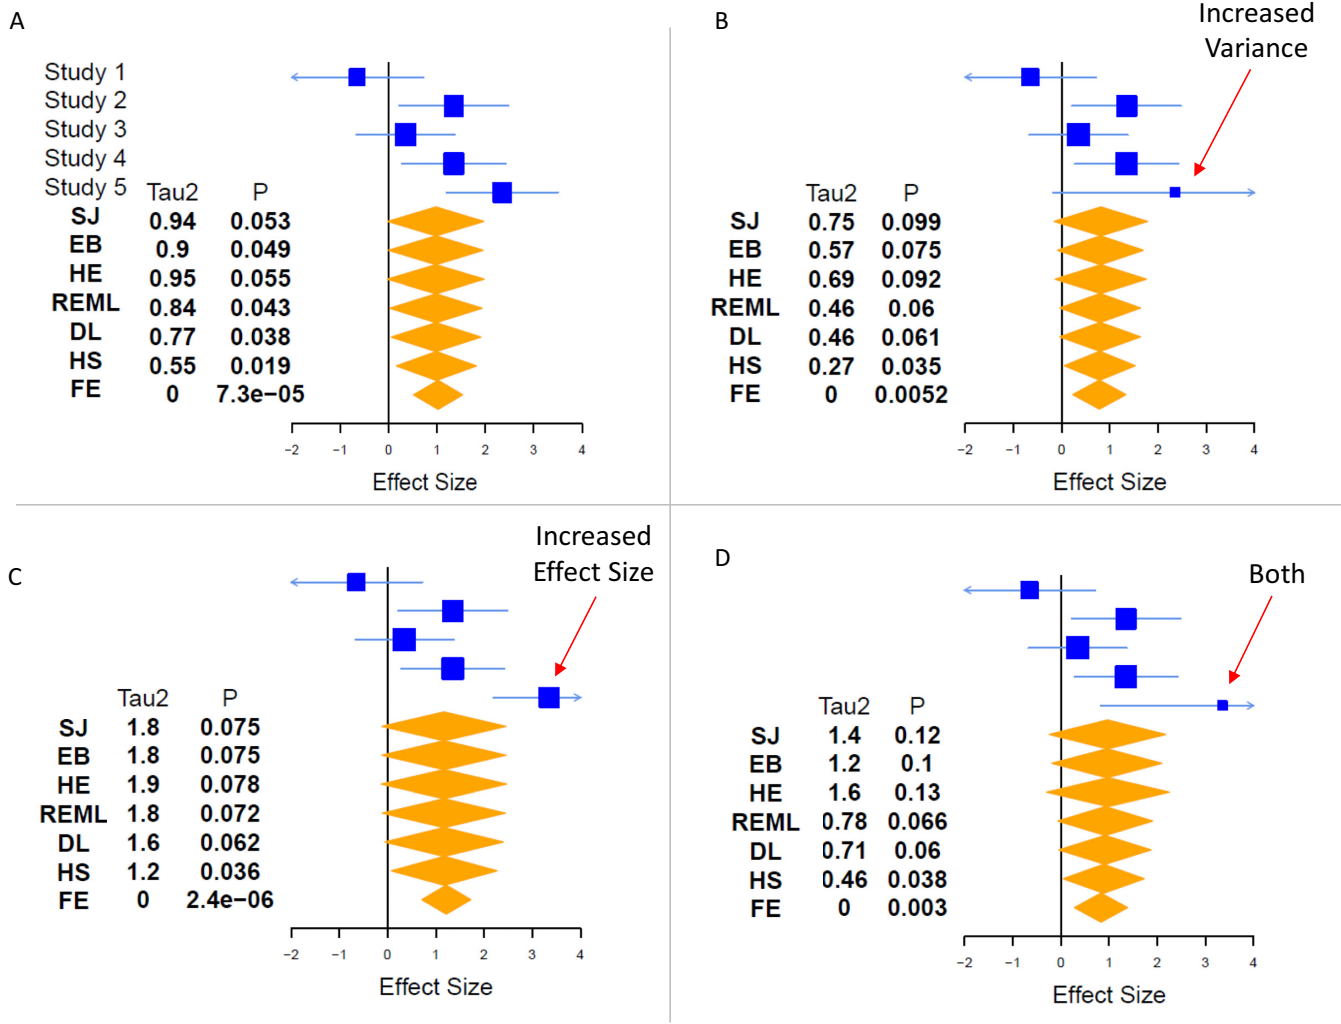 A
Study 1
Study 2
Study 3
Study 4
Study 5
Tau2 P
SJ 0.94 0.053
EB 0.9 0.049
HE 0.95 0.055
REML 0.84 0.043
DL 0.77 0.038
HS 0.55 0.019
FE 0 7.3e−05
−2 −1 0 1 2 3 4
Effect Size
B
Increased
Variance
Tau2 P
SJ 0.75 0.099
EB 0.57 0.075
HE 0.69 0.092
REML 0.46 0.06
DL 0.46 0.061
HS 0.27 0.035
FE 0 0.0052
−2 −1 0 1 2 3 4
Effect Size
C
Increased
Effect Size
Tau2 P
SJ 1.8 0.075
EB 1.8 0.075
HE 1.9 0.078
REML 1.8 0.072
DL 1.6 0.062
HS 1.2 0.036
FE 0 2.4e−06
−2 −1 0 1 2 3 4
Effect Size
D
Both
Tau2 P
SJ 1.4 0.12
EB 1.2 0.1
HE 1.6 0.13
REML 0.78 0.066
DL 0.71 0.06
HS 0.46 0.038
FE 0 0.003
−2 −1 0 1 2 3 4
Effect Size